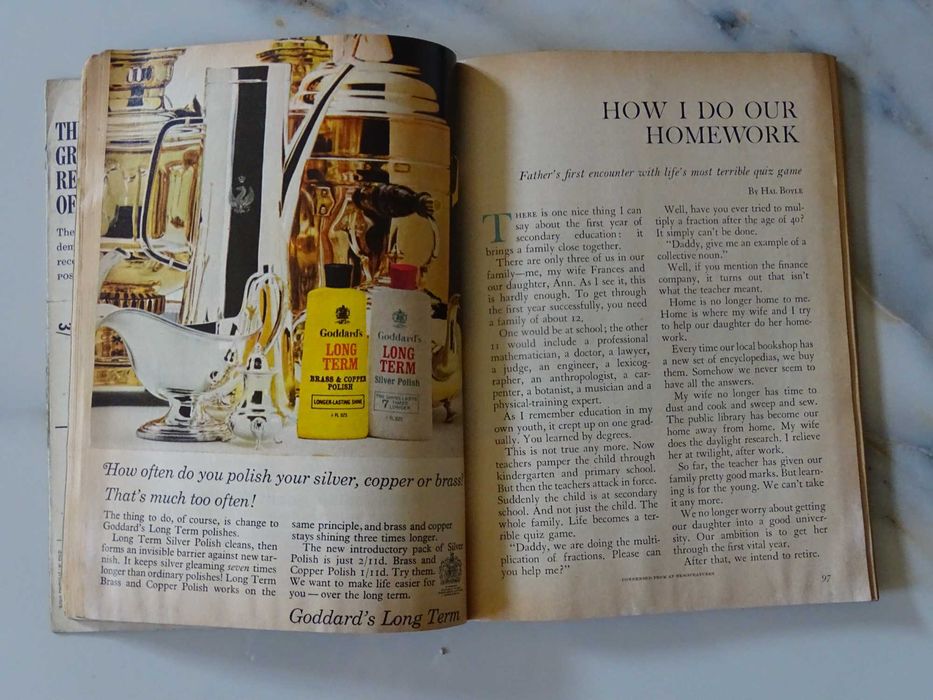 TH
GR
RE
OF
The
dem
rece
pos
3
Goddard's
LONG
TERM
BRASS & COPPER
POLISH
LONGER-LASTING SHINE
Goddard's
LONG
TERM
Silver Polish
7
How often do you polish your silver, copper or brass?
That's much too often!
The thing to do, of course, is change to
Goddard's Long Term polishes.
Long Term Silver Polish cleans, then
forms an invisible barrier against new tar-
nish. It keeps silver gleaming seven times
longer than ordinary polishes! Long Term
Brass and Copper Polish works on the
same principle, and brass and copper
stays shining three times longer.
The new introductory pack of Silver
Polish is just 2/11d. Brass and
Copper Polish 1/11d. Try them.
We want to make life easier for
you — over the long term.
Goddard's Long Term
HOW I DO OUR
HOMEWORK
Father's first encounter with life's most terrible quiz game
By Hal Boyle
There is one nice thing I can
say about the first year of
secondary education: it
brings a family close together.
There are only three of us in our
family—me, my wife Frances and
our daughter, Ann. As I see it, this
is hardly enough. To get through
the first year successfully, you need
a family of about 12.
One would be at school; the other
11 would include a professional
mathematician, a doctor, a lawyer,
a judge, an engineer, a lexicog-
rapher, an anthropologist, a car-
penter, a botanist, a musician and a
physical-training expert.
As I remember education in my
own youth, it crept up on one grad-
ually. You learned by degrees.
This is not true any more. Now
teachers pamper the child through
kindergarten and primary school.
But then the teachers attack in force.
Suddenly the child is at secondary
school. And not just the child. The
whole family. Life becomes a ter-
rible quiz game.
"Daddy, we are doing the multi-
plication of fractions. Please can
you help me?"
Well, have you ever tried to mul-
tiply a fraction after the age of 40?
It simply can't be done.
"Daddy, give me an example of a
collective noun."
Well, if you mention the finance
company, it turns out that isn't
what the teacher meant.
Home is no longer home to me.
Home is where my wife and I try
to help our daughter do her home-
work.
Every time our local bookshop has
a new set of encyclopedias, we buy
them. Somehow we never seem to
have all the answers.
My wife no longer has time to
dust and cook and sweep and sew.
The public library has become our
home away from home. My wife
does the daylight research. I relieve
her at twilight, after work.
So far, the teacher has given our
family pretty good marks. But learn-
ing is for the young. We can't take
it any more.
We no longer worry about getting
our daughter into a good univer-
sity. Our ambition is to get her
through the first vital year.
After that, we intend to retire.
CONDENSED FROM AP NEWSFEATURES
97